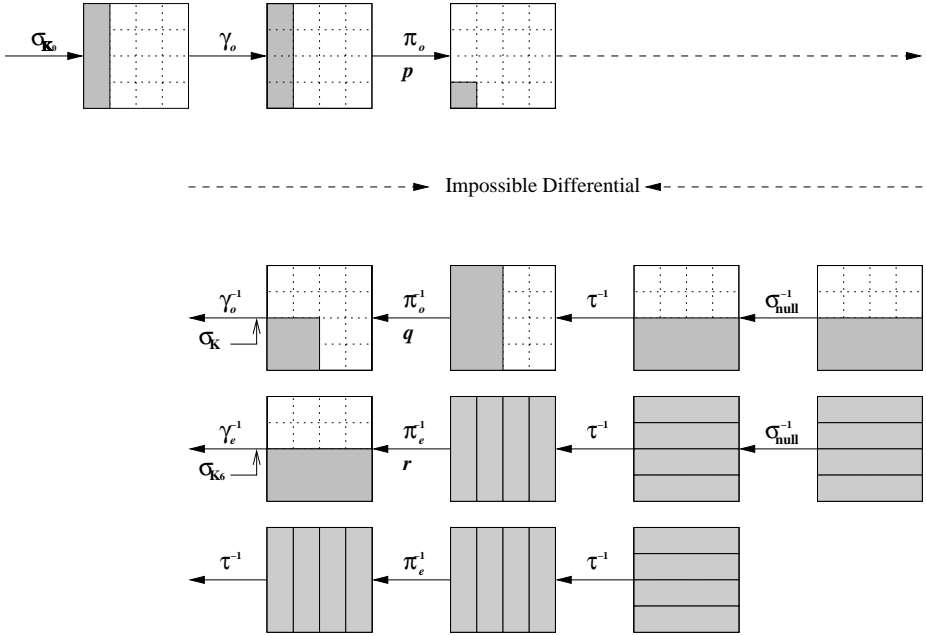 σK₀ γₒ πₒ
p
Impossible Differential
γₒ⁻¹ πₒ⁻¹ τ⁻¹ σnull⁻¹
σK q
γₑ⁻¹ πₑ⁻¹ τ⁻¹ σnull⁻¹
σK₆ r
τ⁻¹ πₑ⁻¹ τ⁻¹